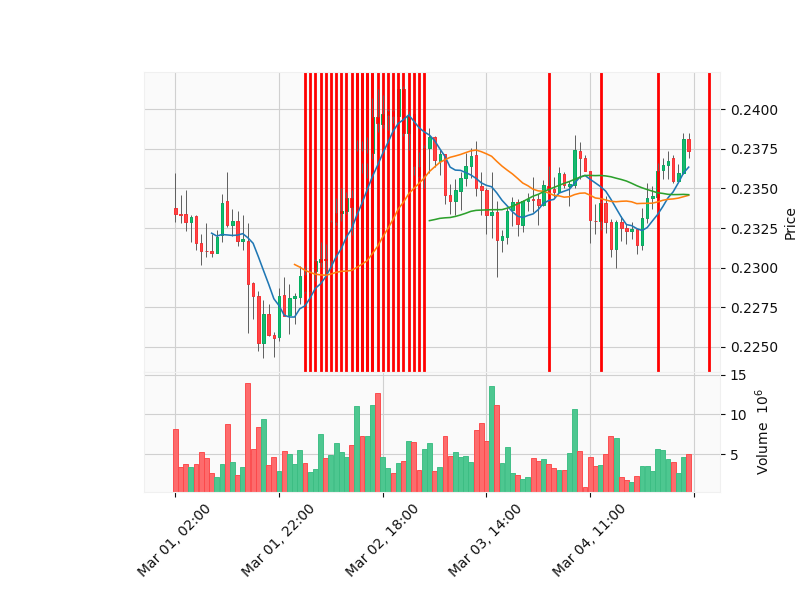 0.2400
0.2375
0.2350
0.2325
0.2300
0.2275
0.2250
Price
15
10
5
Volume 10^6
Mar 01, 02:00
Mar 01, 22:00
Mar 02, 18:00
Mar 03, 14:00
Mar 04, 11:00